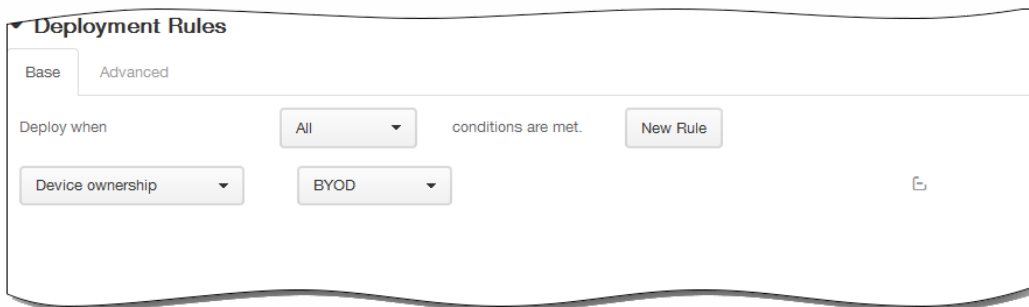 Deployment Rules
Base Advanced
Deploy when All conditions are met. New Rule
Device ownership BYOD